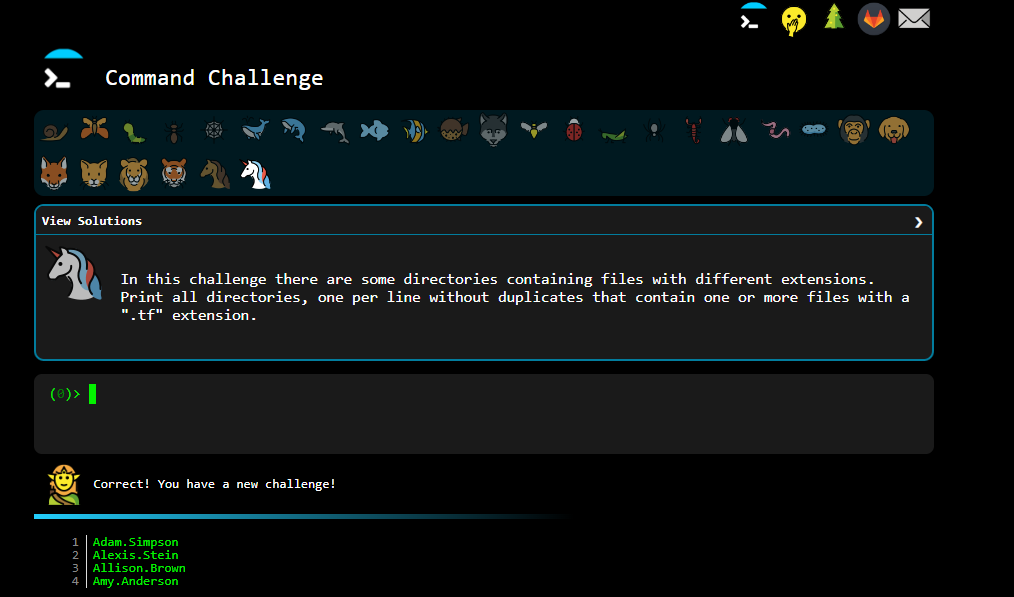 Command Challenge
View Solutions
In this challenge there are some directories containing files with different extensions.
Print all directories, one per line without duplicates that contain one or more files with a
".tf" extension.
(0)>
Correct! You have a new challenge!
1 Adam.Simpson
2 Alexis.Stein
3 Allison.Brown
4 Amy.Anderson